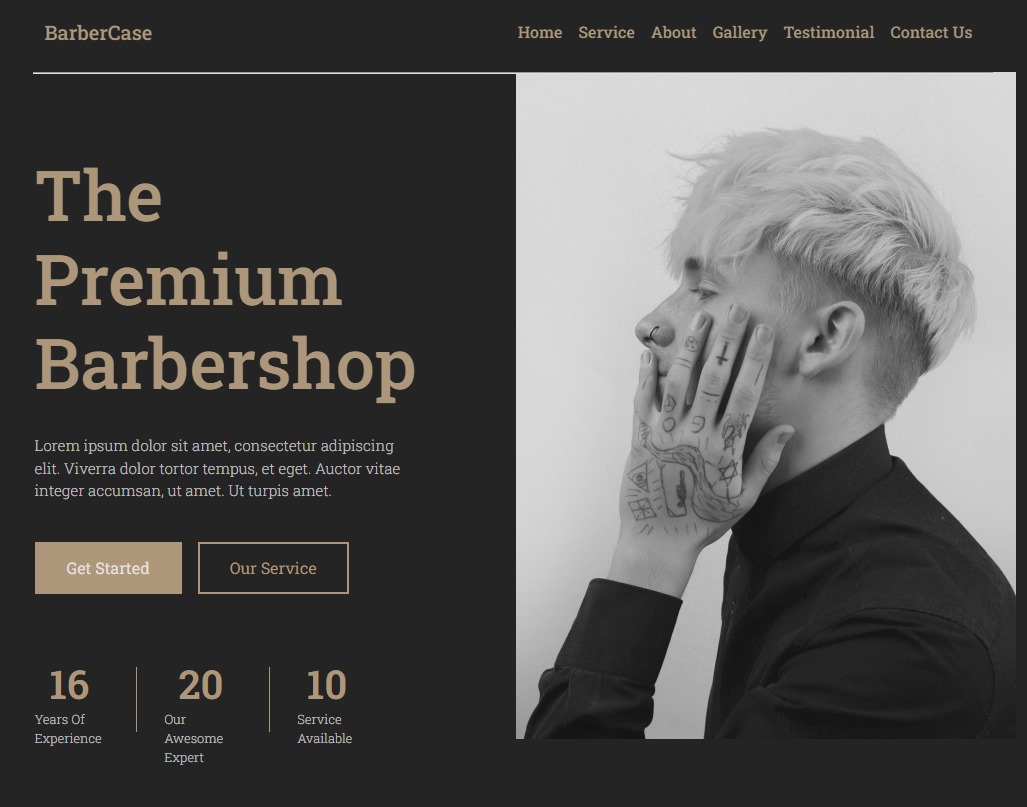 BarberCase
Home Service About Gallery Testimonial Contact Us
The
Premium
Barbershop
Lorem ipsum dolor sit amet, consectetur adipiscing
elit. Viverra dolor tortor tempus, et eget. Auctor vitae
integer accumsan, ut amet. Ut turpis amet.
Get Started
Our Service
16
Years Of
Experience
20
Our
Awesome
Expert
10
Service
Available